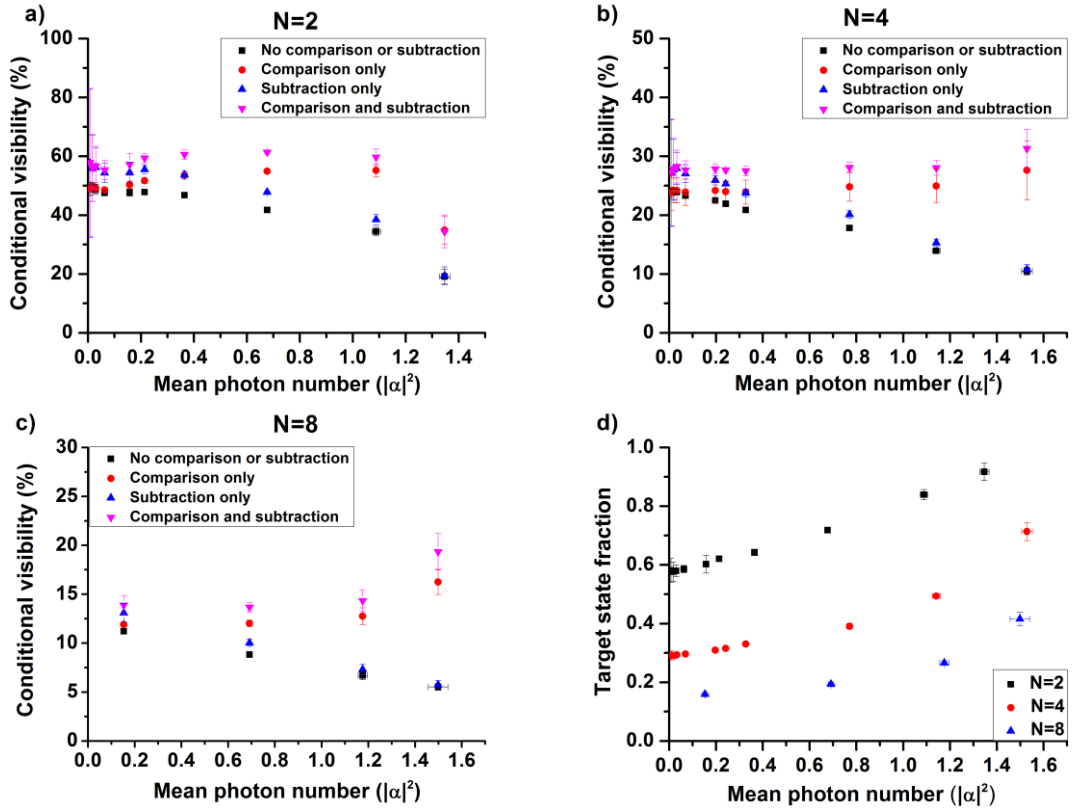 a) N=2
No comparison or subtraction
Comparison only
Subtraction only
Comparison and subtraction
Conditional visibility (%)
100
80
60
40
20
0
0.0 0.2 0.4 0.6 0.8 1.0 1.2 1.4
Mean photon number (|α|²)
b) N=4
No comparison or subtraction
Comparison only
Subtraction only
Comparison and subtraction
Conditional visibility (%)
50
40
30
20
10
0
0.0 0.2 0.4 0.6 0.8 1.0 1.2 1.4 1.6
Mean photon number (|α|²)
c) N=8
No comparison or subtraction
Comparison only
Subtraction only
Comparison and subtraction
Conditional visibility (%)
30
25
20
15
10
5
0
0.0 0.2 0.4 0.6 0.8 1.0 1.2 1.4 1.6
Mean photon number (|α|²)
d)
Target state fraction
1.0
0.8
0.6
0.4
0.2
0.0
N=2
N=4
N=8
0.0 0.2 0.4 0.6 0.8 1.0 1.2 1.4 1.6
Mean photon number (|α|²)